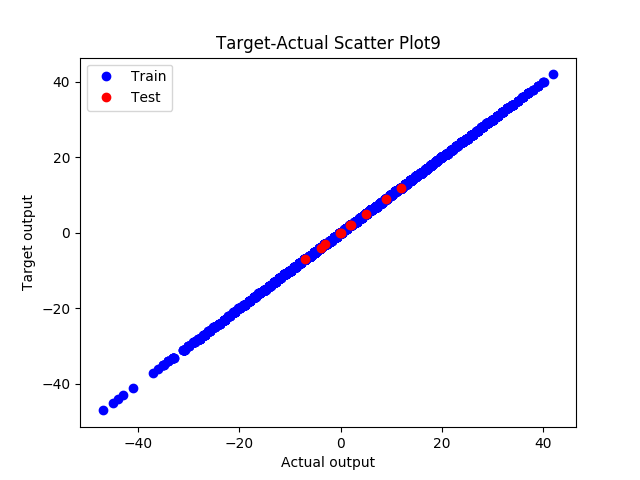 Target-Actual Scatter Plot9
Train
Test
40
20
0
−20
−40
Target output
−40 −20 0 20 40
Actual output